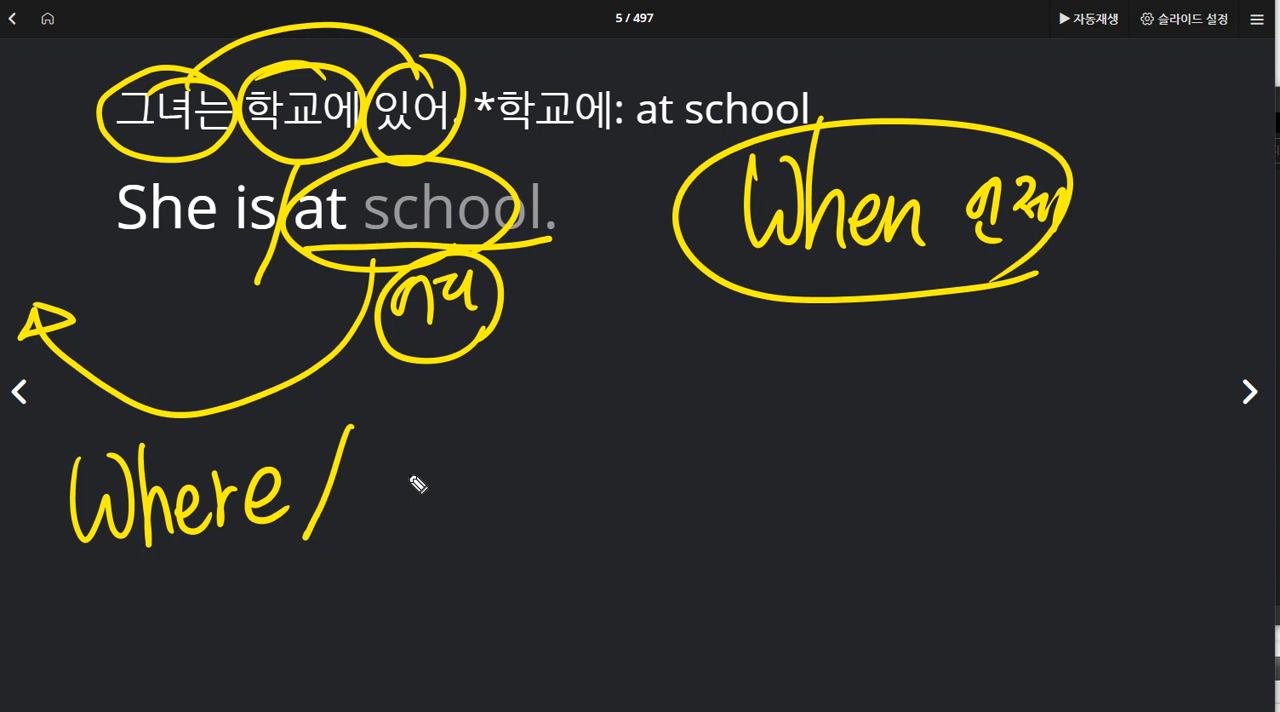 5 / 497
▶ 자동재생
슬라이드 설정
그녀는 학교에 있어. *학교에: at school
She is at school.
When 언제
어디
Where /